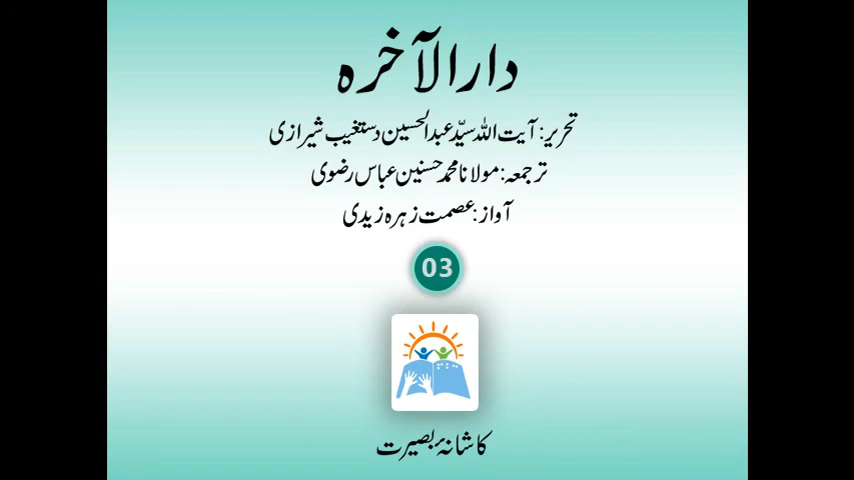 دارالآخرہ
تحریر: آیت اللہ سیّد عبدالحسین دستغیب شیرازی
ترجمہ: مولانا محمد حسنین عباس رضوی
آواز: عصمت زہرہ زیدی
03
کاشانۂ بصیرت